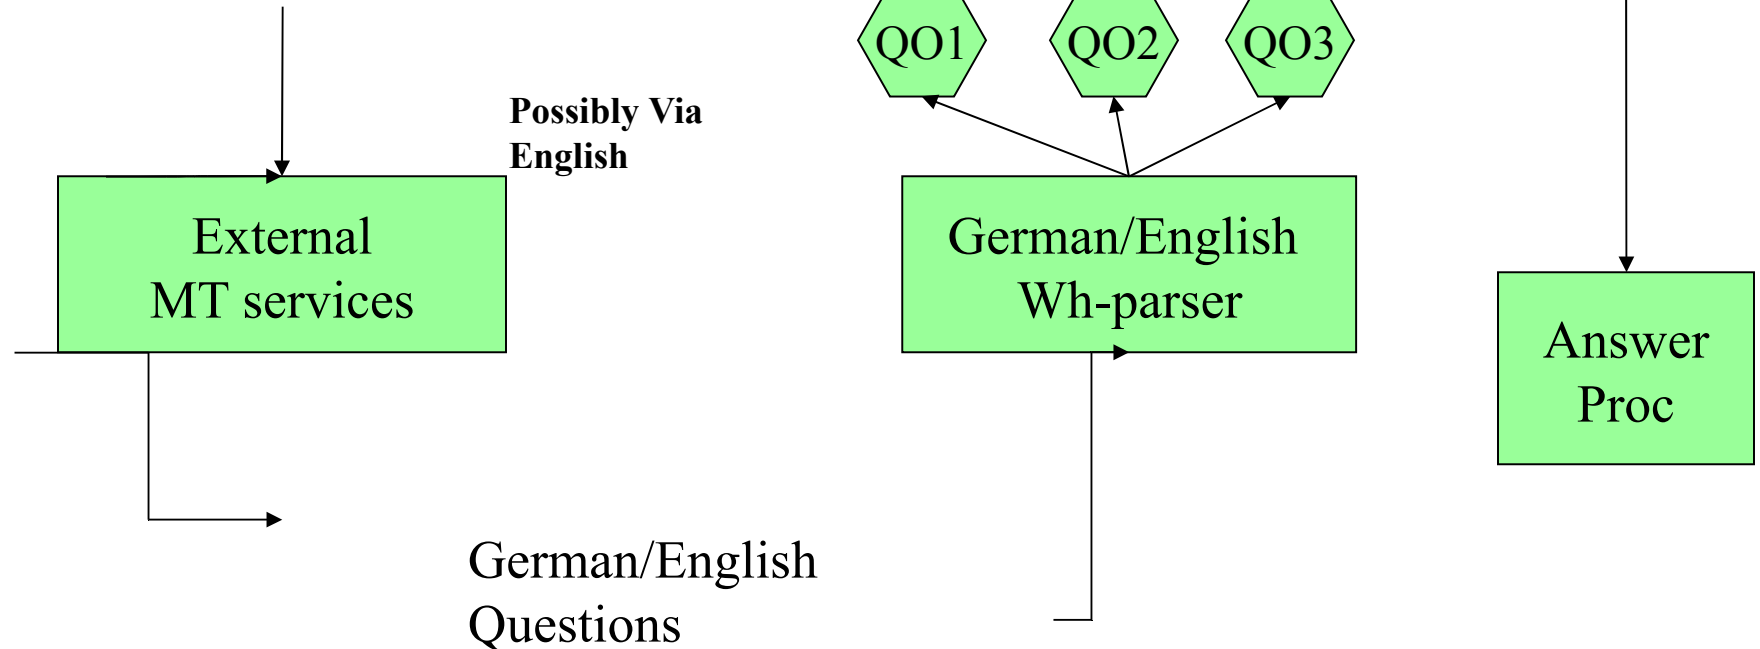 QO1
QO2
QO3
Possibly Via
English
External
MT services
German/English
Wh-parser
Answer
Proc
German/English
Questions